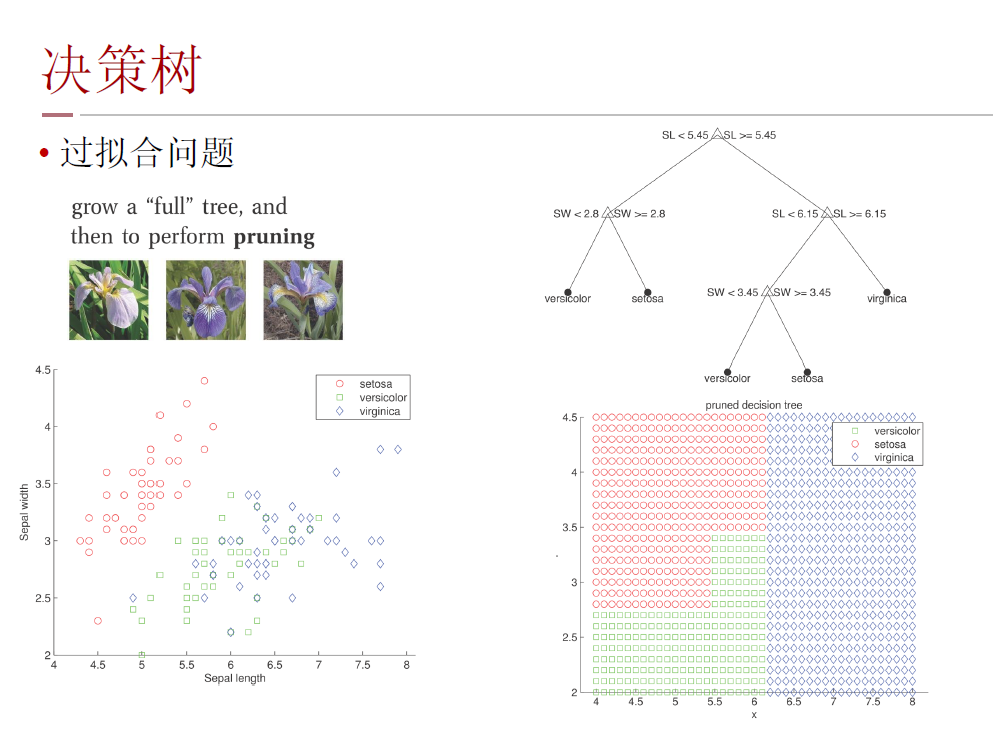 决策树
• 过拟合问题
grow a “full” tree, and
then to perform pruning
SL < 5.45 SL >= 5.45
SW < 2.8 SW >= 2.8
SL < 6.15 SL >= 6.15
versicolor
setosa
SW < 3.45 SW >= 3.45
virginica
versicolor
setosa
4.5
4
3.5
3
2.5
2
Sepal width
setosa
versicolor
virginica
4 4.5 5 5.5 6 6.5 7 7.5 8
Sepal length
pruned decision tree
4.5
4
3.5
3
2.5
2
versicolor
setosa
virginica
4 4.5 5 5.5 6 6.5 7 7.5 8
x